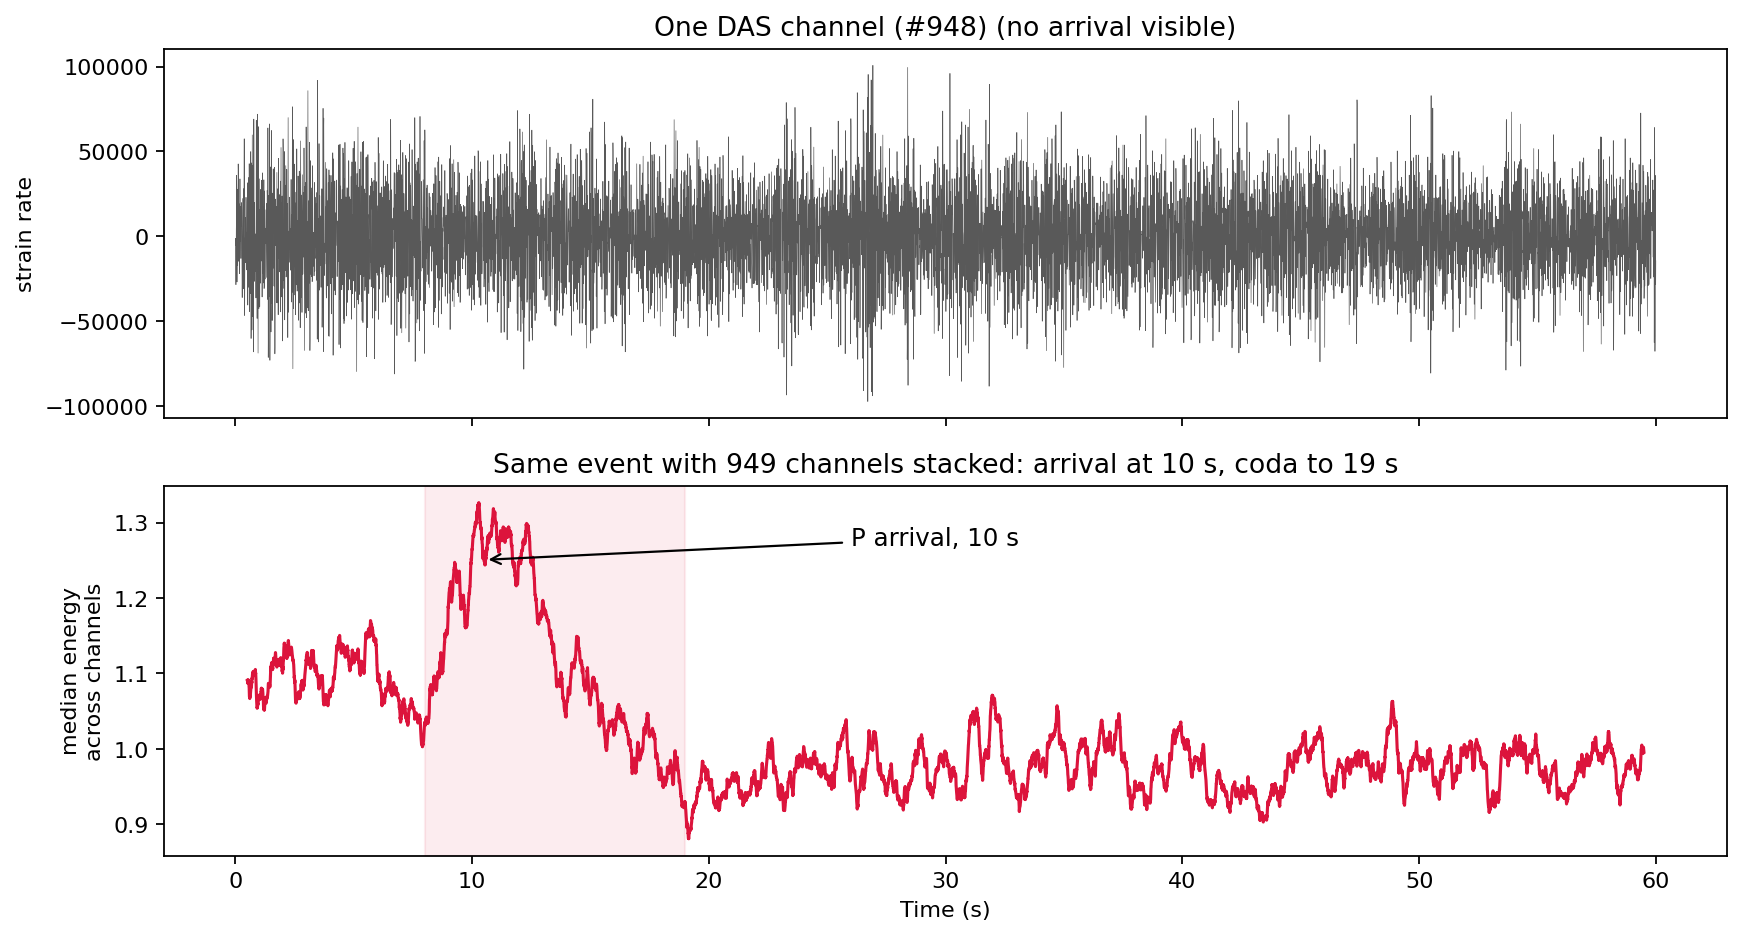 One DAS channel (#948) (no arrival visible)
100000
50000
0
−50000
−100000
strain rate
Same event with 949 channels stacked: arrival at 10 s, coda to 19 s
1.3
1.2
1.1
1.0
0.9
median energy
across channels
P arrival, 10 s
0 10 20 30 40 50 60
Time (s)